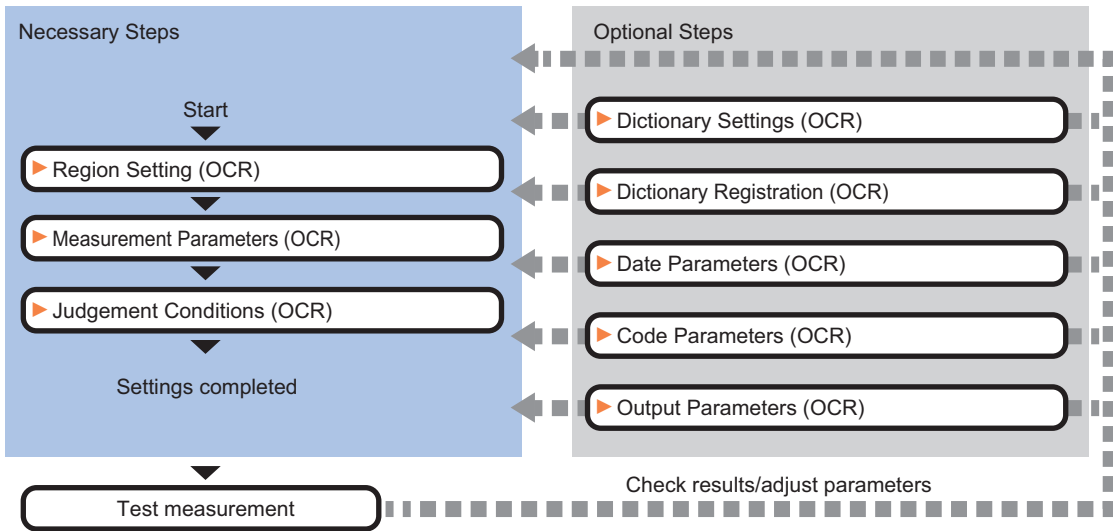 Necessary Steps
Start
Region Setting (OCR)
Measurement Parameters (OCR)
Judgement Conditions (OCR)
Settings completed
Test measurement
Optional Steps
Dictionary Settings (OCR)
Dictionary Registration (OCR)
Date Parameters (OCR)
Code Parameters (OCR)
Output Parameters (OCR)
Check results/adjust parameters